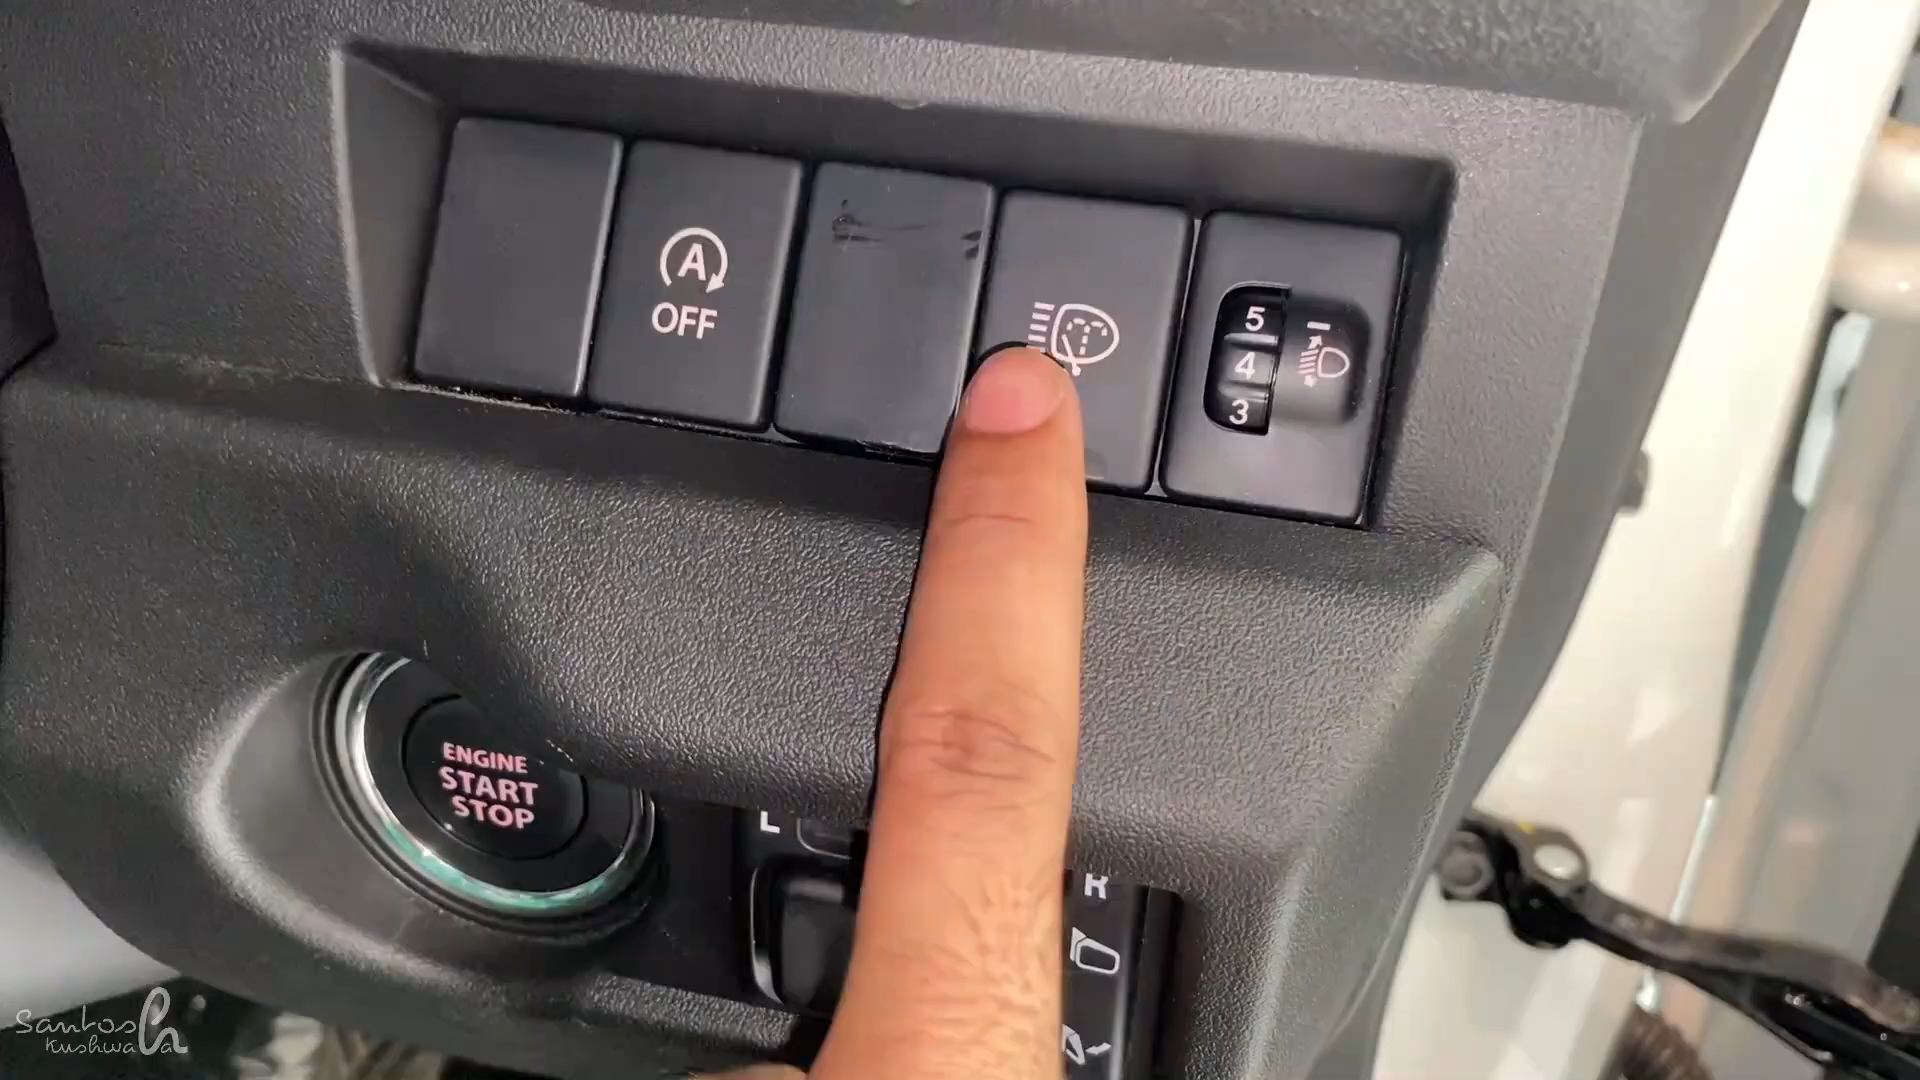 A
OFF
5
4
3
ENGINE
START
STOP
L
R
Santosh
Kushwaha